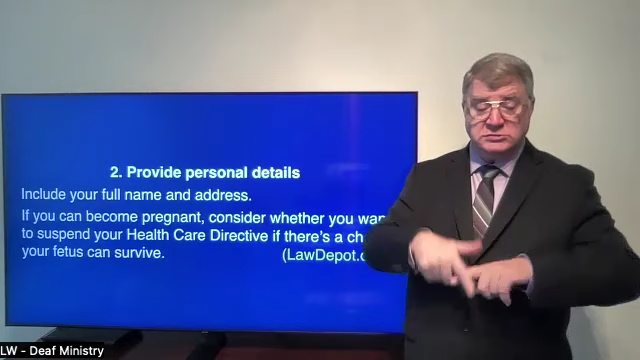 2. Provide personal details
Include your full name and address.
If you can become pregnant, consider whether you
to suspend your Health Care Directive if there's a
your fetus can survive.
LW - Deaf Ministry